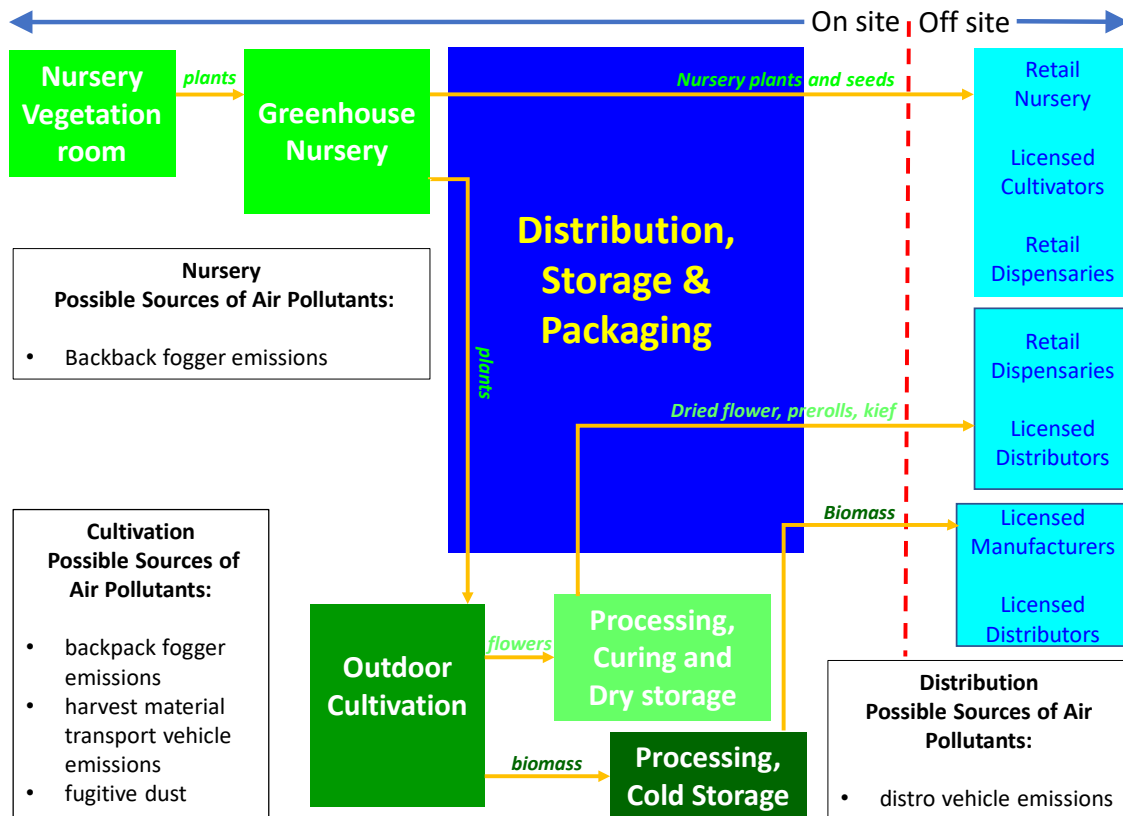 On site
Off site
Nursery
Vegetation
room
plants
Greenhouse
Nursery
Nursery plants and seeds
Retail
Nursery
Licensed
Cultivators
Retail
Dispensaries
Distribution,
Storage &
Packaging
Nursery
Possible Sources of Air Pollutants:
• Backback fogger emissions
plants
Dried flower, prerolls, kief
Retail
Dispensaries
Licensed
Distributors
Biomass
Licensed
Manufacturers
Licensed
Distributors
Cultivation
Possible Sources of
Air Pollutants:
• backpack fogger
emissions
• harvest material
transport vehicle
emissions
• fugitive dust
Outdoor
Cultivation
flowers
Processing,
Curing and
Dry storage
biomass
Processing,
Cold Storage
Distribution
Possible Sources of Air
Pollutants:
• distro vehicle emissions